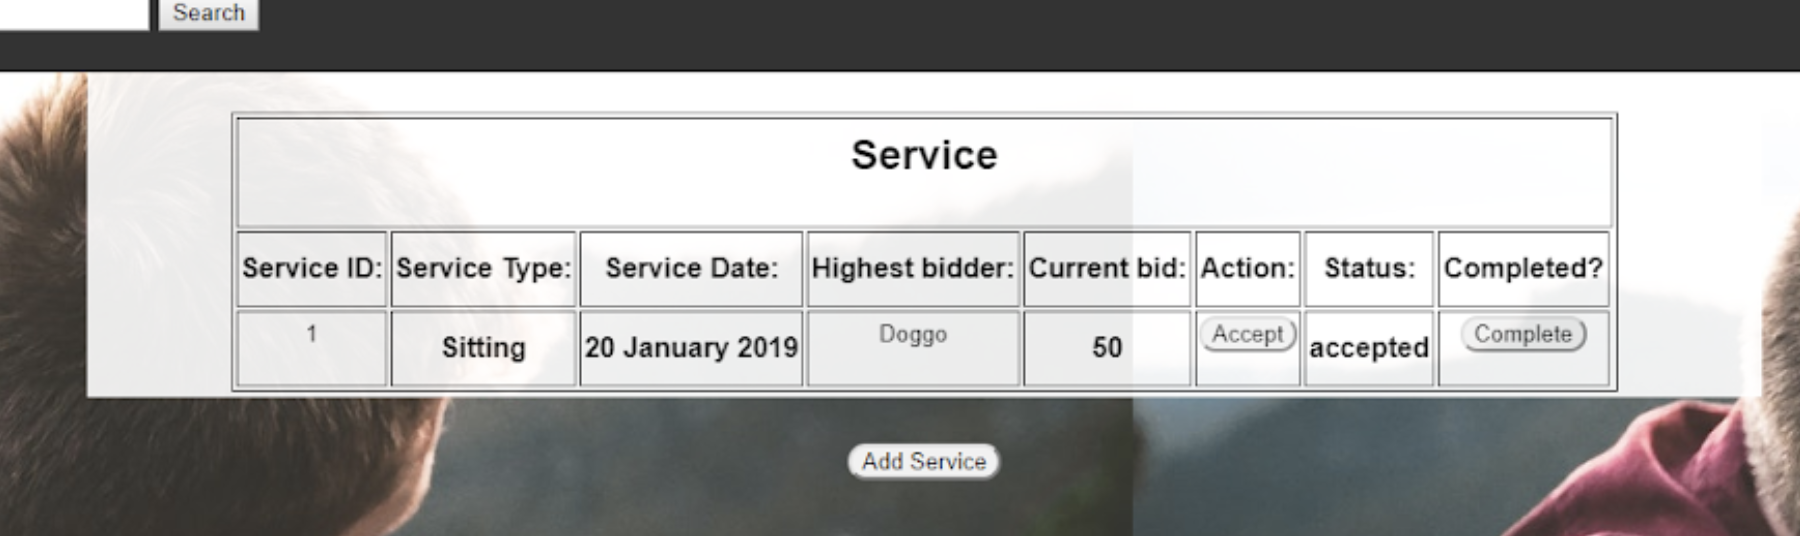 Search
Service
Service ID: Service Type: Service Date: Highest bidder: Current bid: Action: Status: Completed?
1 Sitting 20 January 2019 Doggo 50 Accept accepted Complete
Add Service